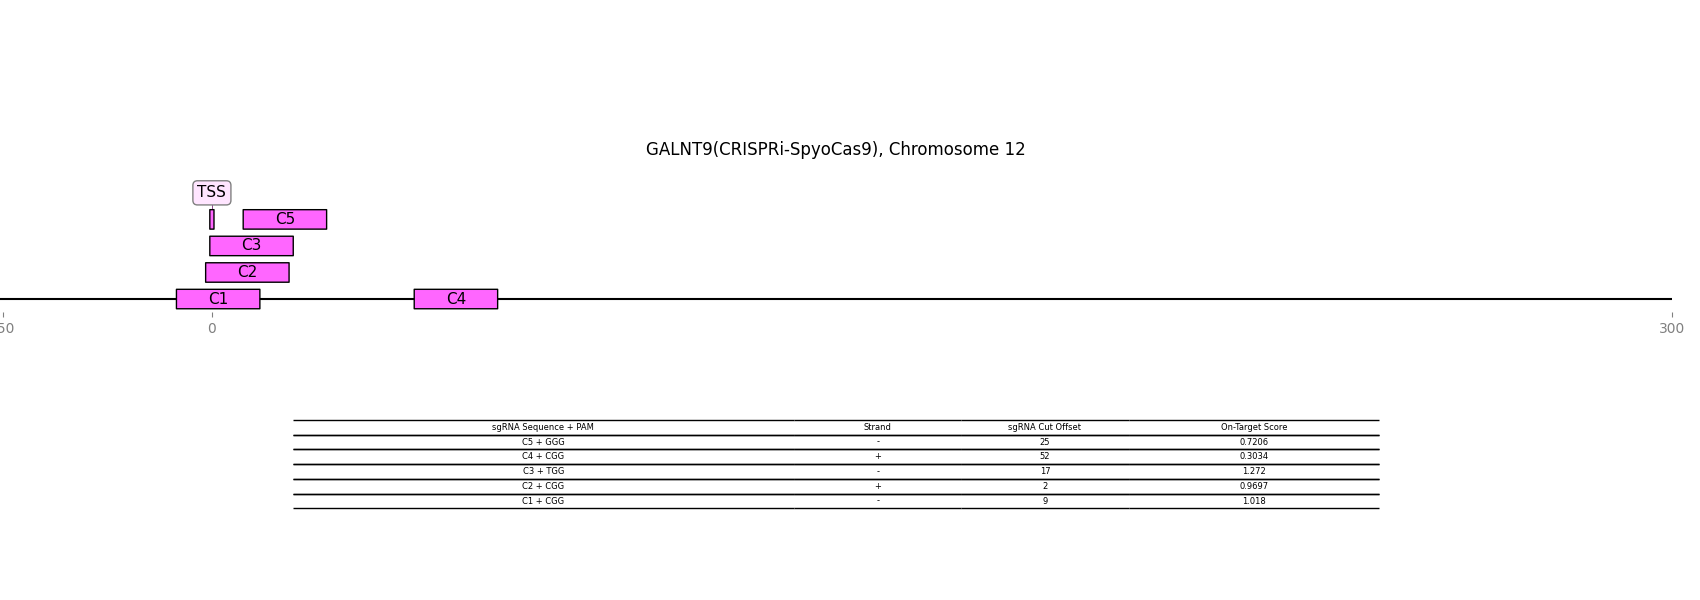 GALNT9(CRISPRi-SpyoCas9), Chromosome 12
TSS
C5
C3
C2
C1 C4
50 0 300
sgRNA Sequence + PAM Strand sgRNA Cut Offset On-Target Score
C5 + GGG - 25 0.7206
C4 + CGG + 52 0.3034
C3 + TGG - 17 1.272
C2 + CGG + 2 0.9697
C1 + CGG - 9 1.018